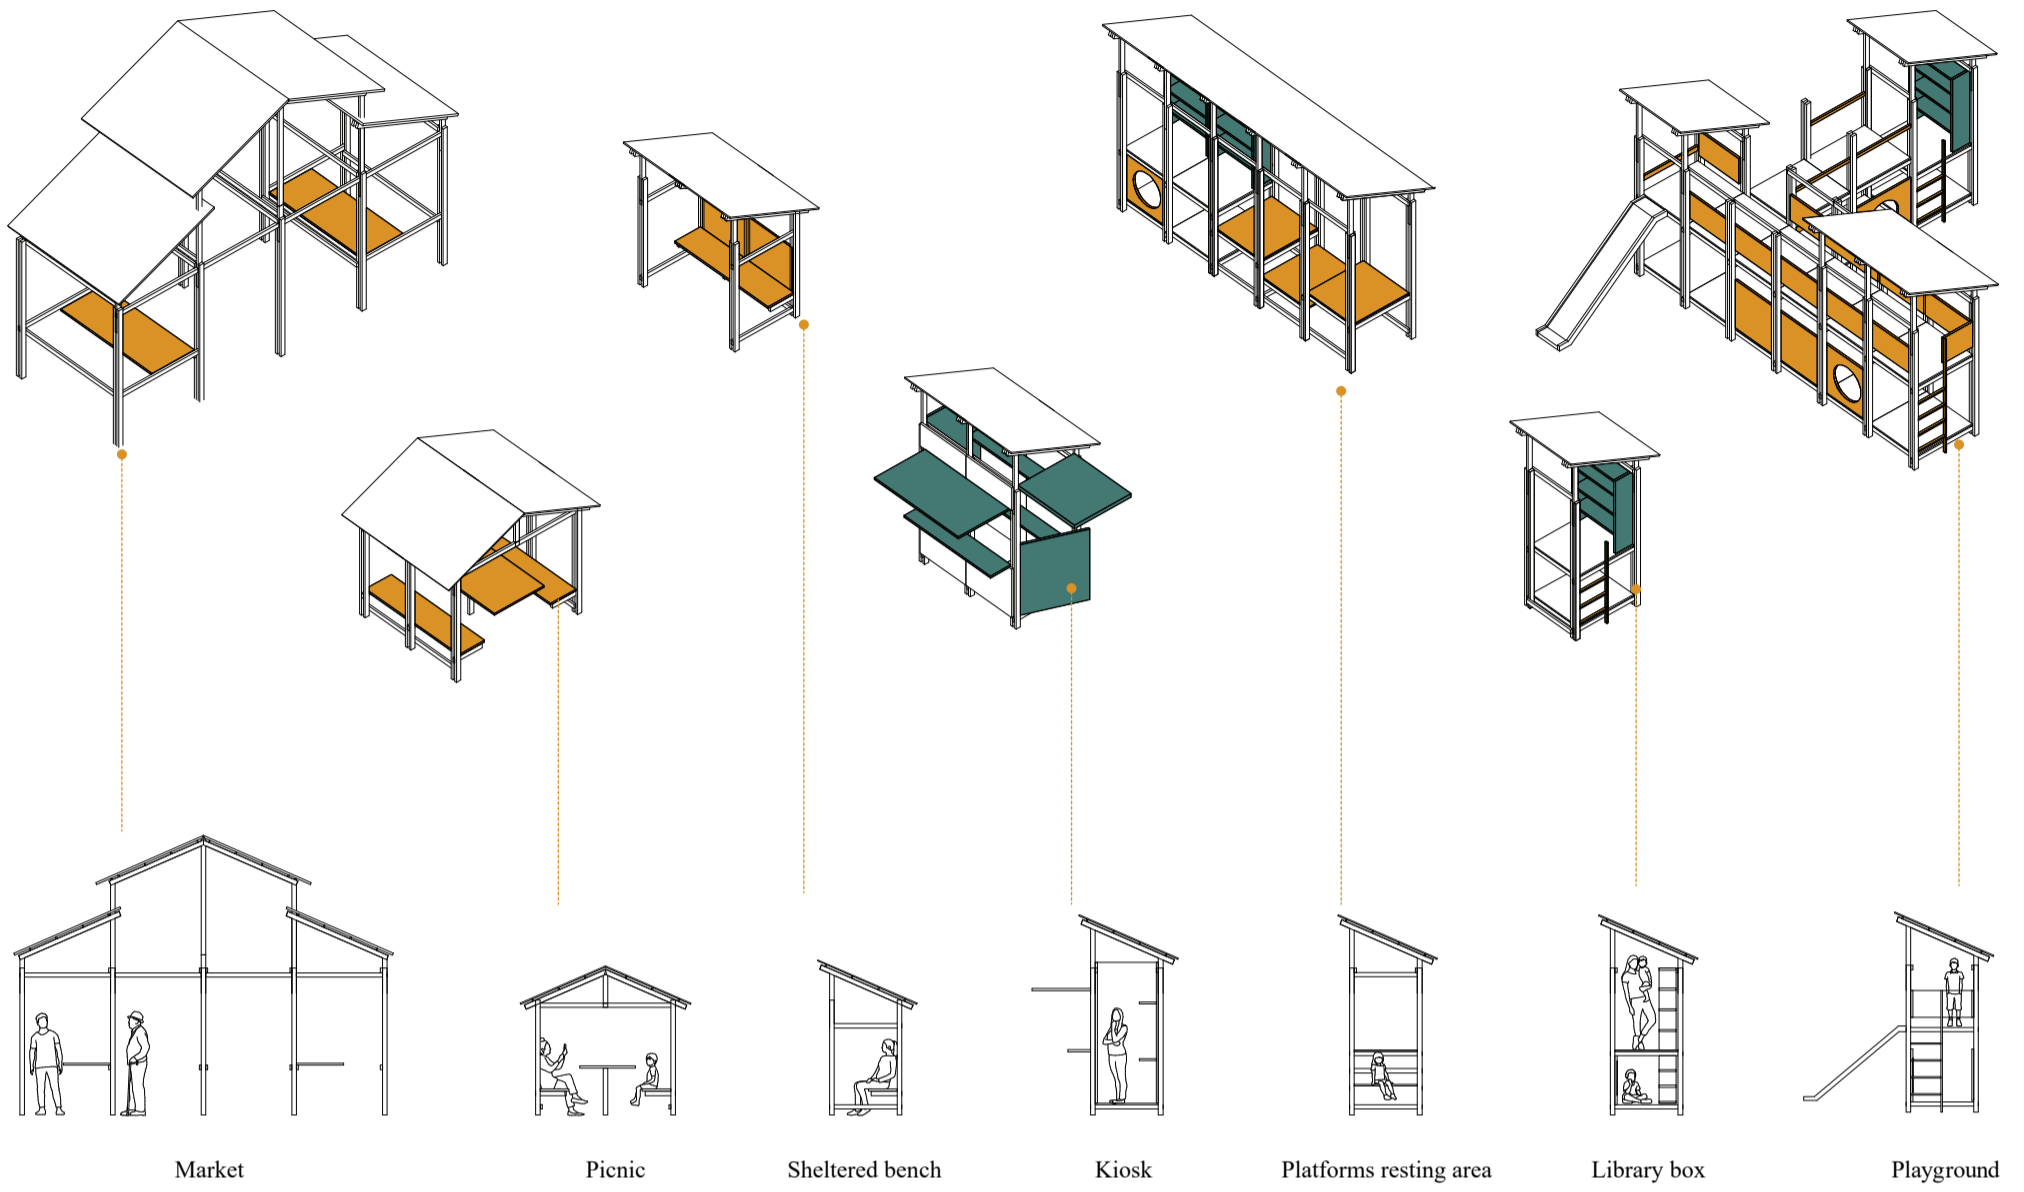 Market
Picnic
Sheltered bench
Kiosk
Platforms resting area
Library box
Playground